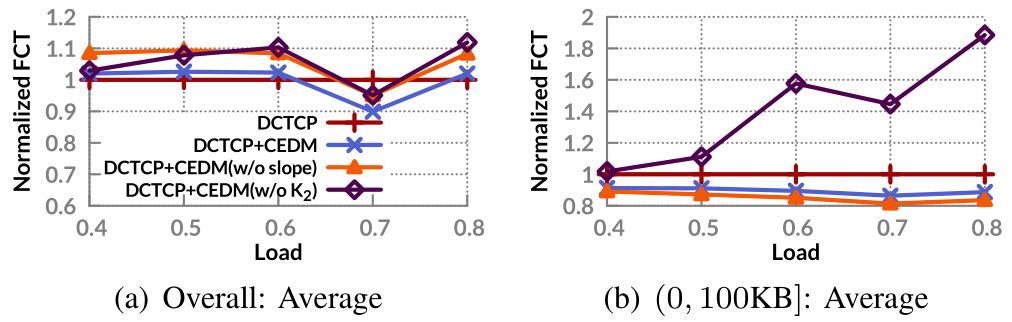 1.2
1.1
1
0.9
0.8
0.7
0.6
Normalized FCT
DCTCP
DCTCP+CEDM
DCTCP+CEDM(w/o slope)
DCTCP+CEDM(w/o K₂)
0.4 0.5 0.6 0.7 0.8
Load
(a) Overall: Average
2
1.8
1.6
1.4
1.2
1
0.8
Normalized FCT
0.4 0.5 0.6 0.7 0.8
Load
(b) (0, 100KB]: Average